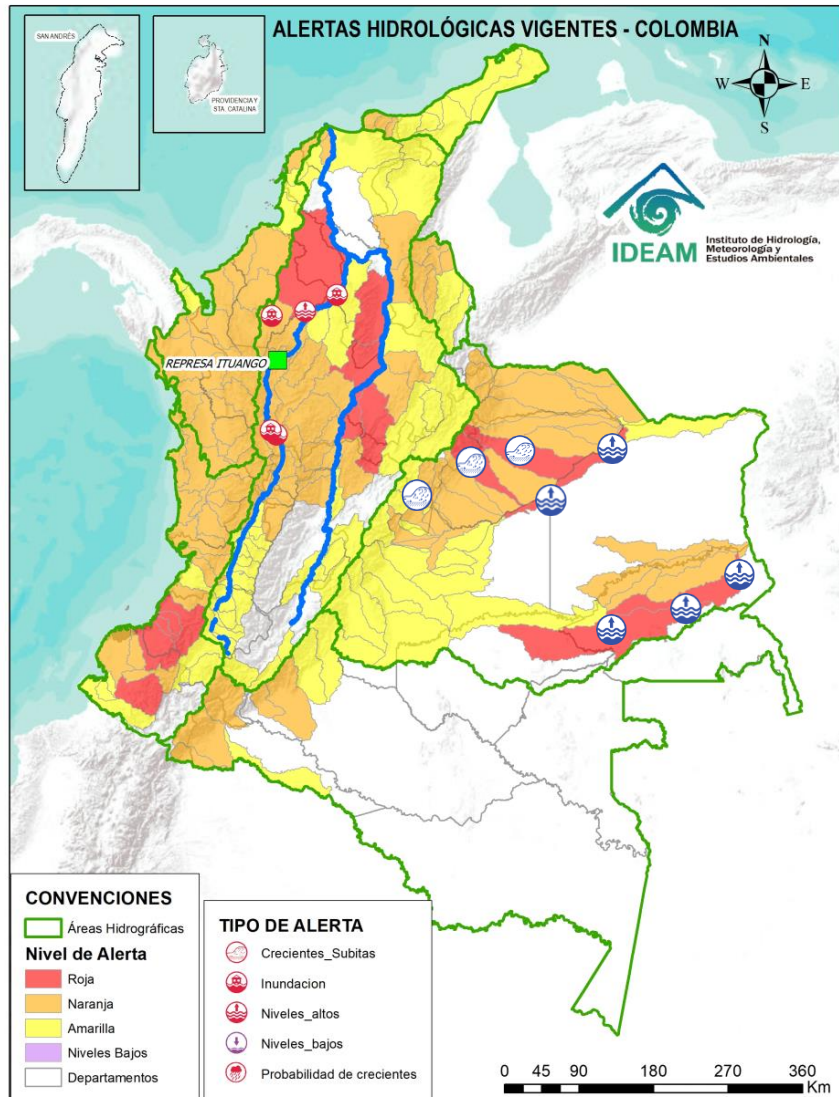 SAN ANDRÉS
PROVIDENCIA Y
STA. CATALINA
ALERTAS HIDROLÓGICAS VIGENTES - COLOMBIA
N
W
E
S
IDEAM
Instituto de Hidrología,
Meteorología y
Estudios Ambientales
REPRESA ITUANGO
CONVENCIONES
Áreas Hidrográficas
Nivel de Alerta
Roja
Naranja
Amarilla
Niveles Bajos
Departamentos
TIPO DE ALERTA
Crecientes_Subitas
Inundacion
Niveles_altos
Niveles_bajos
Probabilidad de crecientes
0 45 90 180 270 360
Km